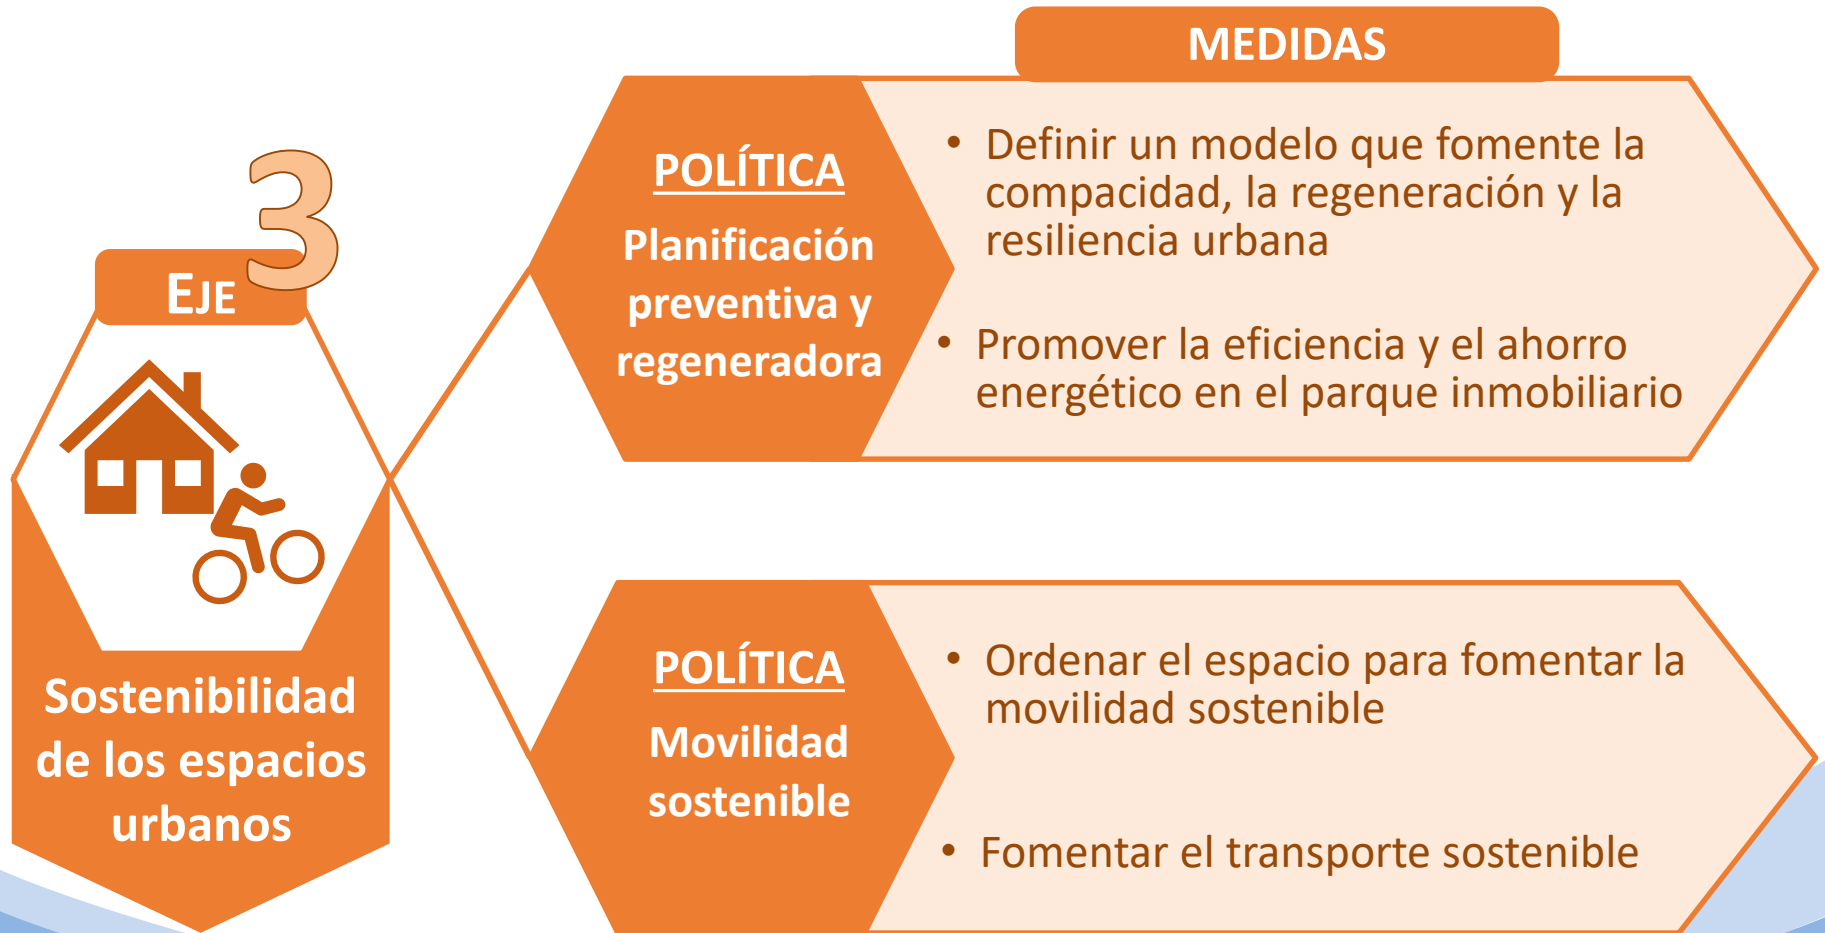 MEDIDAS
EJE 3
Sostenibilidad
de los espacios
urbanos
POLÍTICA
Planificación
preventiva y
regeneradora
• Definir un modelo que fomente la
compacidad, la regeneración y la
resiliencia urbana
• Promover la eficiencia y el ahorro
energético en el parque inmobiliario
POLÍTICA
Movilidad
sostenible
• Ordenar el espacio para fomentar la
movilidad sostenible
• Fomentar el transporte sostenible